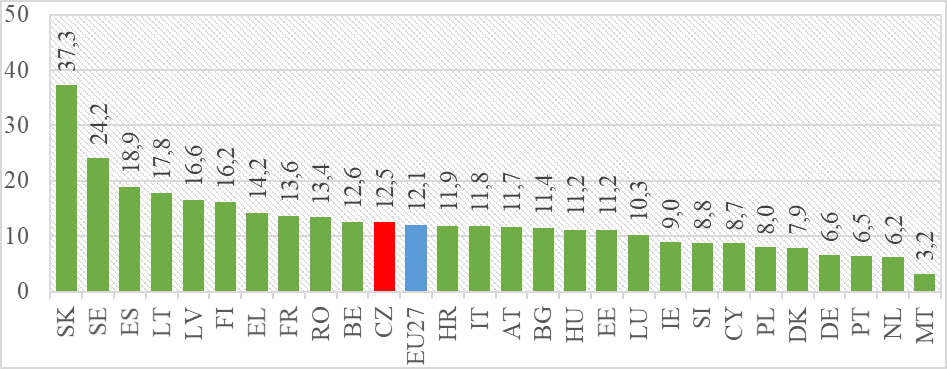 50
40
30
20
10
0
37,3
24,2
18,9
17,8
16,6
16,2
14,2
13,6
13,4
12,6
12,5
12,1
11,9
11,8
11,7
11,4
11,2
11,2
10,3
9,0
8,8
8,7
8,0
7,9
6,6
6,5
6,2
3,2
SK
SE
ES
LT
LV
FI
EL
FR
RO
BE
CZ
EU27
HR
IT
AT
BG
HU
EE
LU
IE
SI
CY
PL
DK
DE
PT
NL
MT